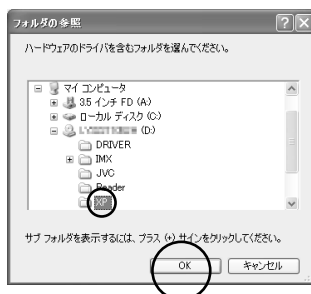 フォルダの参照
ハードウェアのドライバを含むフォルダを選んでください。
マイ コンピュータ
3.5 インチ FD (A:)
ローカル ディスク (C:)
(D:)
DRIVER
IMX
JVC
Reader
XP
サブ フォルダを表示するには、プラス (+) サインをクリックしてください。
OK
キャンセル